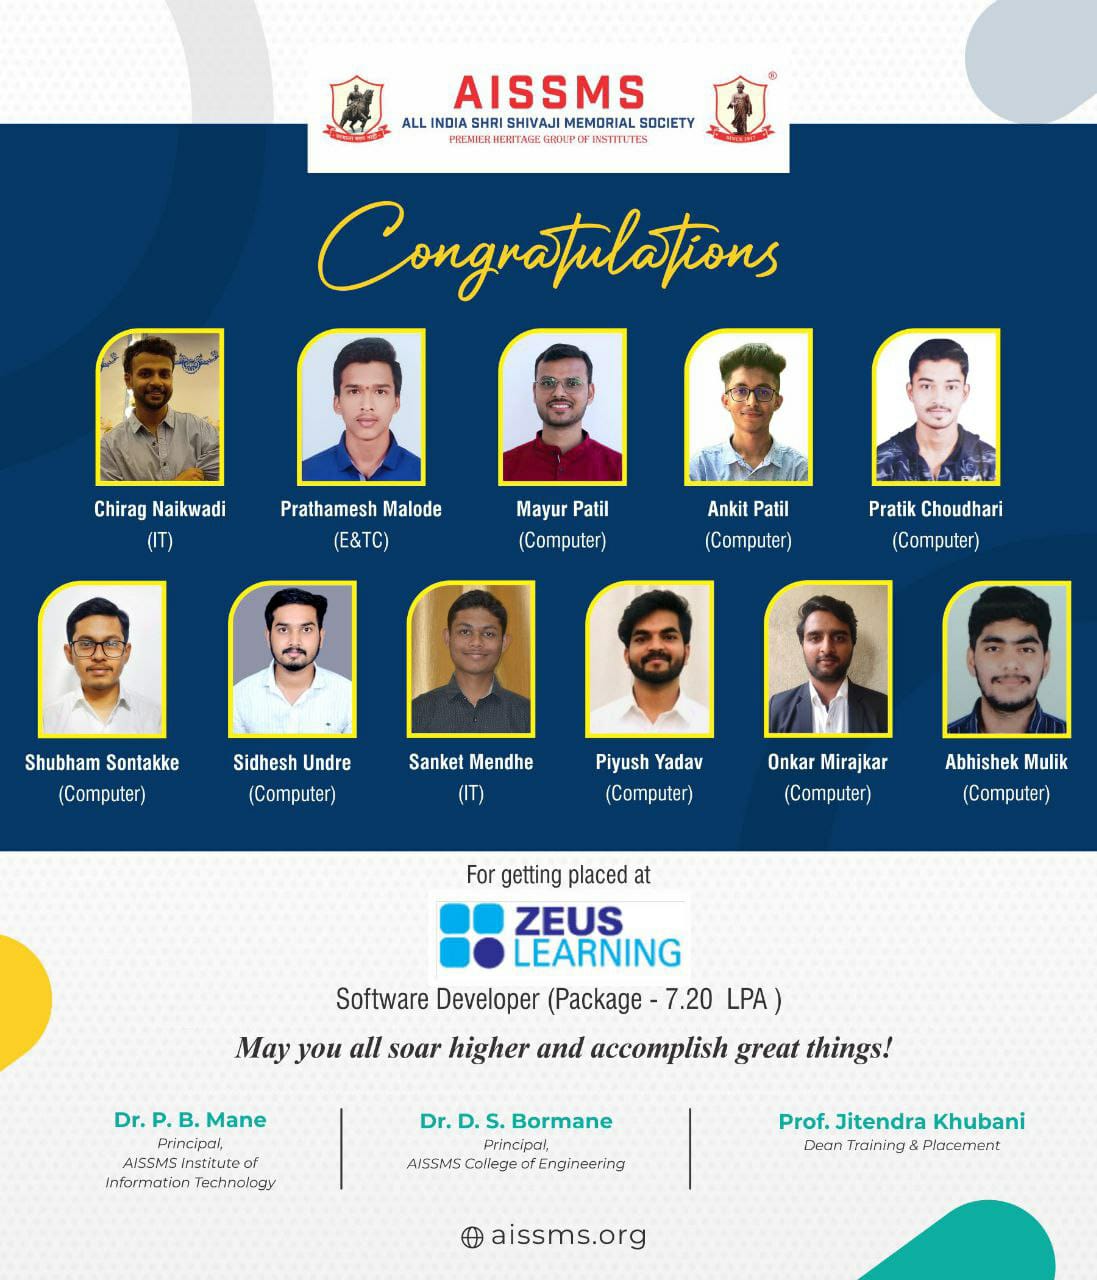 AISSMS
ALL INDIA SHRI SHIVAJI MEMORIAL SOCIETY
PREMIER HERITAGE GROUP OF INSTITUTES
SINCE 1917
®
Congratulations
Chirag Naikwadi
(IT)
Prathamesh Malode
(E&TC)
Mayur Patil
(Computer)
Ankit Patil
(Computer)
Pratik Choudhari
(Computer)
Shubham Sontakke
(Computer)
Sidhesh Undre
(Computer)
Sanket Mendhe
(IT)
Piyush Yadav
(Computer)
Onkar Mirajkar
(Computer)
Abhishek Mulik
(Computer)
For getting placed at
ZEUS
LEARNING
Software Developer (Package - 7.20 LPA )
May you all soar higher and accomplish great things!
Dr. P. B. Mane
Principal,
AISSMS Institute of
Information Technology
Dr. D. S. Bormane
Principal,
AISSMS College of Engineering
Prof. Jitendra Khubani
Dean Training & Placement
aissms.org